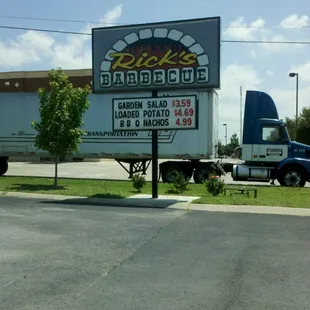 Rick's
BARBECUE
GARDEN SALAD $3.59
LOADED POTATO $4.69
B B Q NACHOS 4.99
TRANSPORTATION